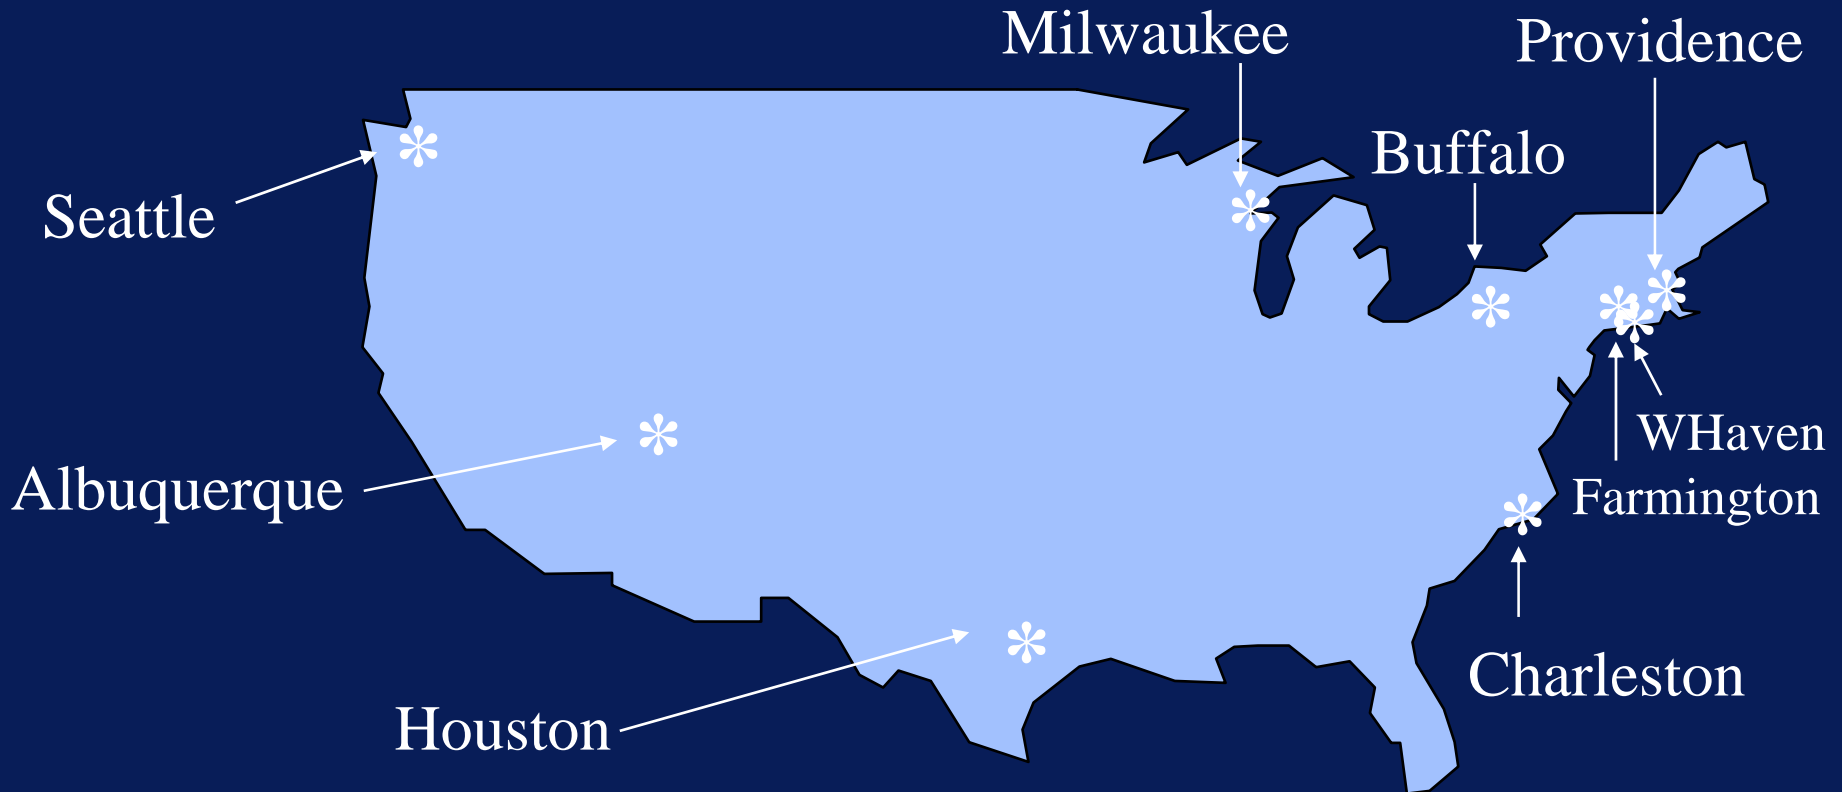 Milwaukee
Providence
Buffalo
Seattle
WHaven
Albuquerque
Farmington
Charleston
Houston